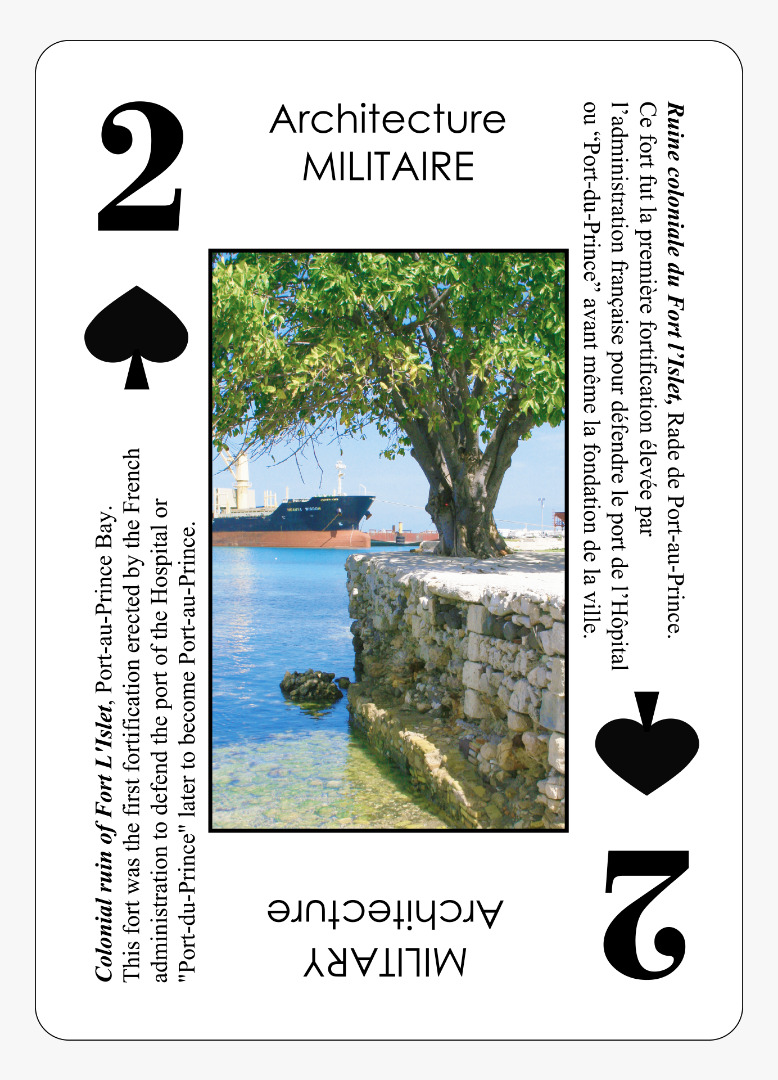 2
Architecture
MILITAIRE
Ruine coloniale du Fort l’Islet, Rade de Port-au-Prince.
Ce fort fut la première fortification élevée par
l’administration française pour défendre le port de l’Hôpital
ou “Port-du-Prince” avant même la fondation de la ville.
Colonial ruin of Fort L'Islet, Port-au-Prince Bay.
This fort was the first fortification erected by the French
administration to defend the port of the Hospital or
"Port-du-Prince" later to become Port-au-Prince.
MILITARY
Architecture
2